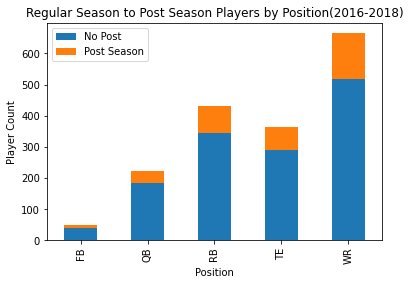 Regular Season to Post Season Players by Position(2016-2018)
No Post
Post Season
Player Count
600
500
400
300
200
100
0
FB
QB
RB
TE
WR
Position